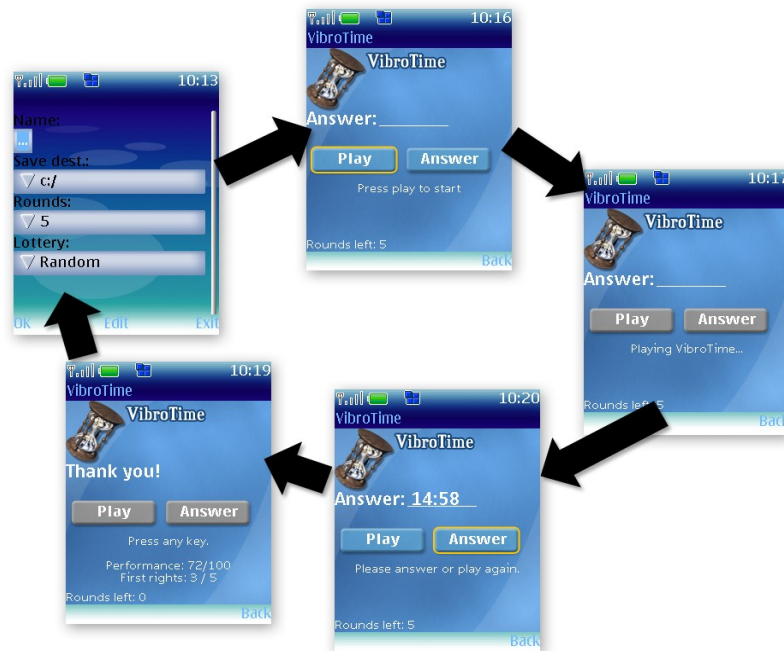 10:13
Name:
...
Save dest.:
c:/
Rounds:
5
Lottery:
Random
Ok Edit Exit
10:16
VibroTime
VibroTime
Answer:
Play Answer
Press play to start
Rounds left: 5
Back
10:17
VibroTime
VibroTime
Answer:
Play Answer
Playing VibroTime...
Rounds left: 5
Back
10:20
VibroTime
VibroTime
Answer: 14:58
Play Answer
Please answer or play again.
Rounds left: 5
Back
10:19
VibroTime
VibroTime
Thank you!
Play Answer
Press any key.
Performance: 72/100
First rights: 3 / 5
Rounds left: 0
Back